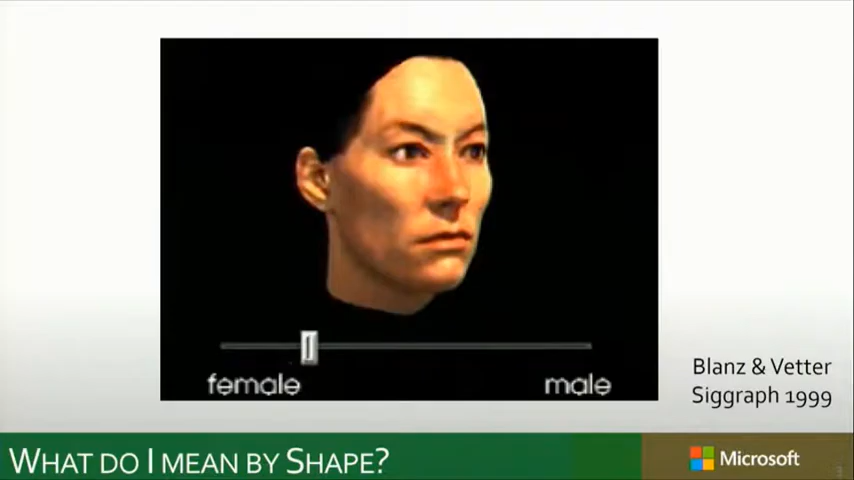 female
male
Blanz & Vetter
Siggraph 1999
WHAT DO I MEAN BY SHAPE?
Microsoft